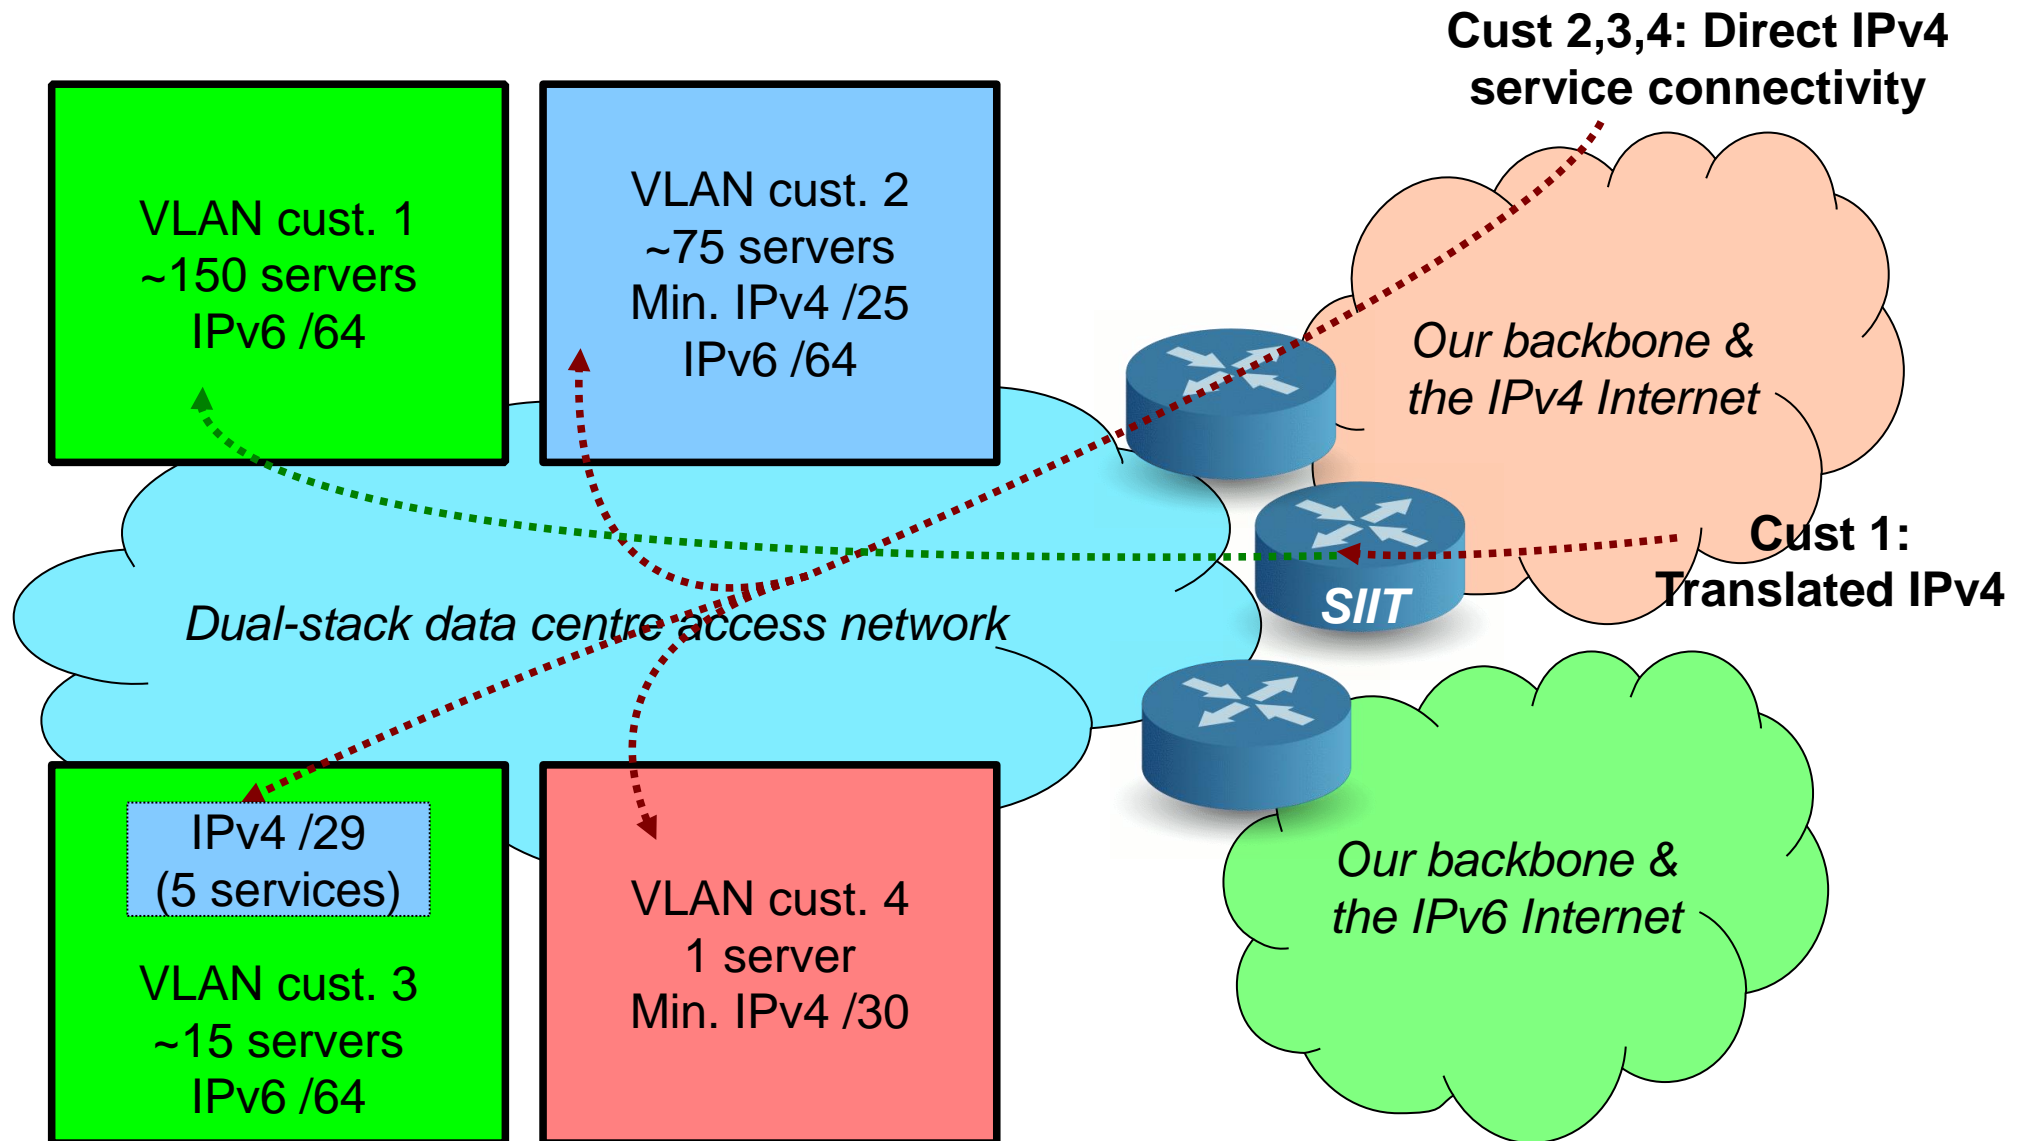 Cust 2,3,4: Direct IPv4
service connectivity
VLAN cust. 1
~150 servers
IPv6 /64
VLAN cust. 2
~75 servers
Min. IPv4 /25
IPv6 /64
Our backbone &
the IPv4 Internet
Cust 1:
Translated IPv4
SIIT
Dual-stack data centre access network
IPv4 /29
(5 services)
VLAN cust. 3
~15 servers
IPv6 /64
VLAN cust. 4
1 server
Min. IPv4 /30
Our backbone &
the IPv6 Internet